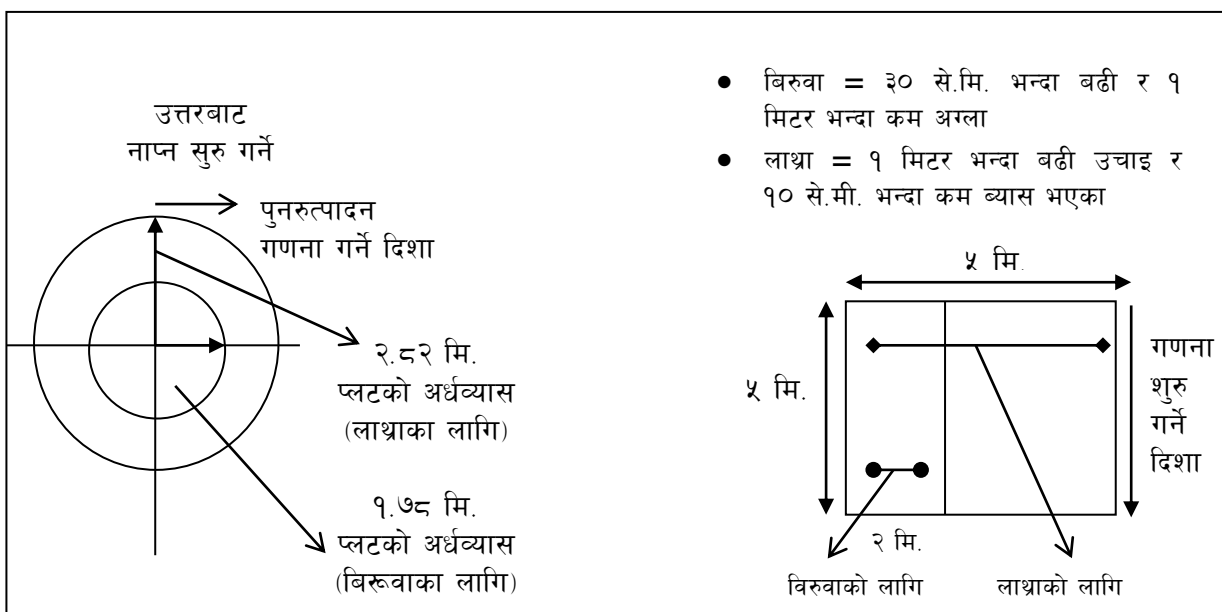 उत्तरबाट
नाप्न सुरु गर्ने
पुनरुत्पादन
गणना गर्ने दिशा
२.८२ मि.
प्लटको अर्धव्यास
(लाथ्राका लागि)
१.७८ मि.
प्लटको अर्धव्यास
(बिरूवाका लागि)
● बिरुवा = ३० से.मि. भन्दा बढी र १
मिटर भन्दा कम अग्ला
● लाथ्रा = १ मिटर भन्दा बढी उचाइ र
१० से.मी. भन्दा कम ब्यास भएका
५ मि.
५ मि.
गणना
शुरु
गर्ने
दिशा
२ मि.
विरुवाको लागि
लाथ्राको लागि